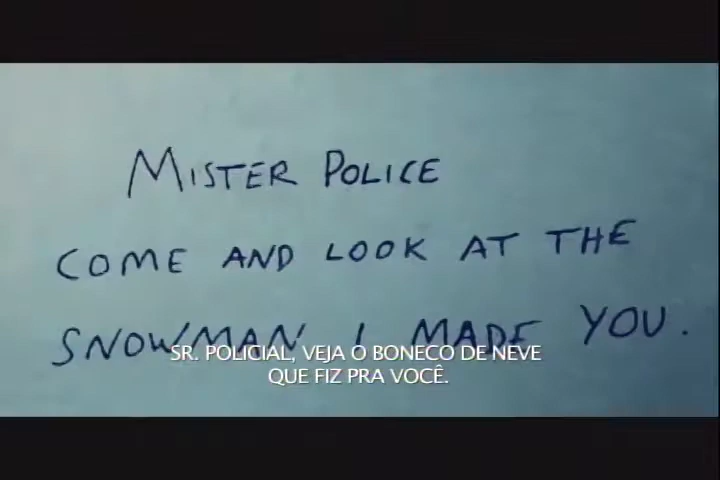 MISTER POLICE
COME AND LOOK AT THE
SNOWMAN I MADE YOU.
SR. POLICIAL, VEJA O BONECO DE NEVE
QUE FIZ PRA VOCÊ.